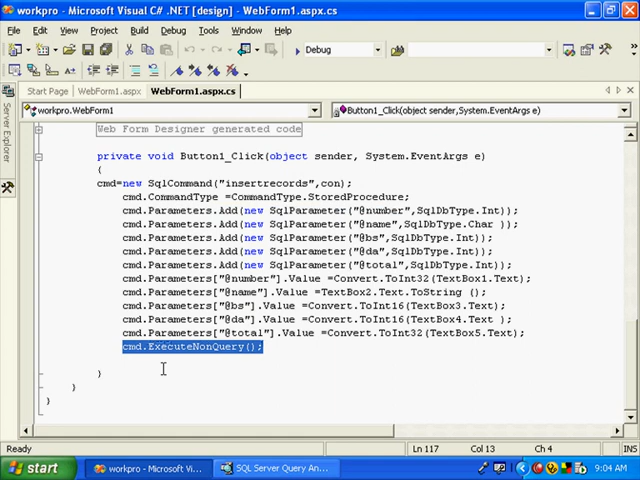 workpro - Microsoft Visual C# .NET [design] - WebForm1.aspx.cs
File Edit View Project Build Debug Tools Window Help
Debug
Start Page WebForm1.aspx WebForm1.aspx.cs
workpro.WebForm1 Button1_Click(object sender,System.EventArgs e)
Server Explorer
Web Form Designer generated code
private void Button1_Click(object sender, System.EventArgs e)
{
cmd=new SqlCommand("insertrecords",con);
cmd.CommandType =CommandType.StoredProcedure;
cmd.Parameters.Add(new SqlParameter("@number",SqlDbType.Int));
cmd.Parameters.Add(new SqlParameter("@name",SqlDbType.Char ));
cmd.Parameters.Add(new SqlParameter("@bs",SqlDbType.Int));
cmd.Parameters.Add(new SqlParameter("@da",SqlDbType.Int));
cmd.Parameters.Add(new SqlParameter("@total",SqlDbType.Int));
cmd.Parameters["@number"].Value =Convert.ToInt32(TextBox1.Text);
cmd.Parameters["@name"].Value =TextBox2.Text.ToString ();
cmd.Parameters["@bs"].Value =Convert.ToInt16(TextBox3.Text);
cmd.Parameters["@da"].Value =Convert.ToInt16(TextBox4.Text );
cmd.Parameters["@total"].Value =Convert.ToInt32(TextBox5.Text);
cmd.ExecuteNonQuery();
}
}
}
Ready Ln 117 Col 13 Ch 4 INS
start workpro - Microsoft Vi... SQL Server Query An... 9:04 AM